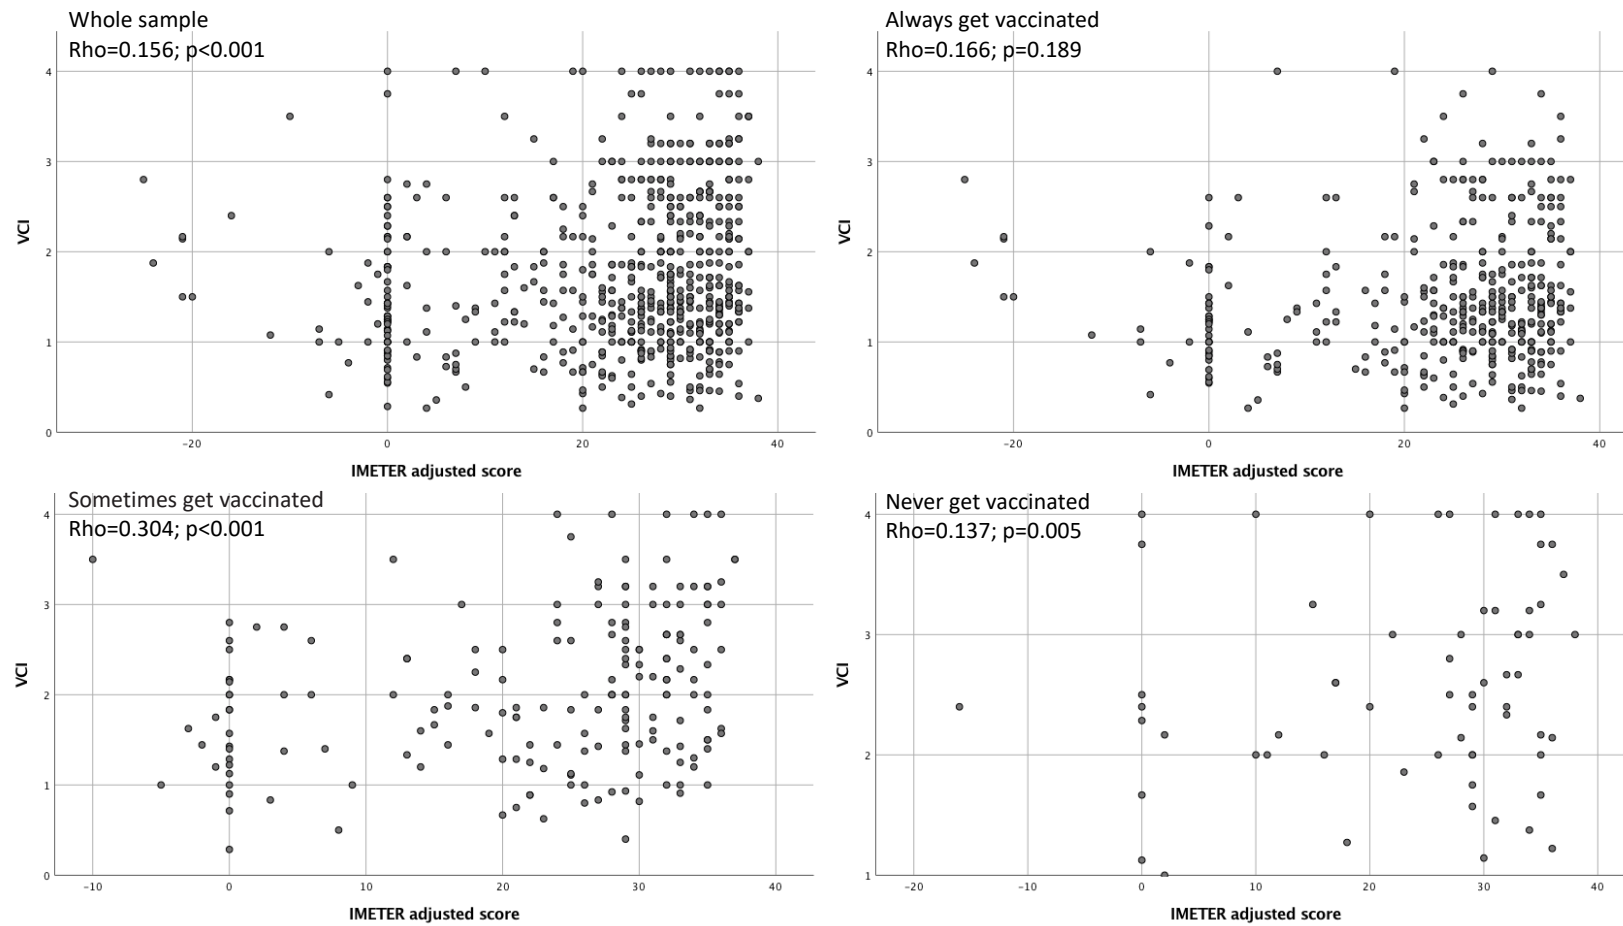 Whole sample
Rho=0.156; p<0.001
4
3
2
1
0
VCI
−20
0
20
40
IMETER adjusted score
Always get vaccinated
Rho=0.166; p=0.189
4
3
2
1
0
VCI
−20
0
20
40
IMETER adjusted score
Sometimes get vaccinated
Rho=0.304; p<0.001
4
3
2
1
0
VCI
−10
0
10
20
30
40
IMETER adjusted score
Never get vaccinated
Rho=0.137; p=0.005
4
3
2
1
VCI
−20
−10
0
10
20
30
40
IMETER adjusted score